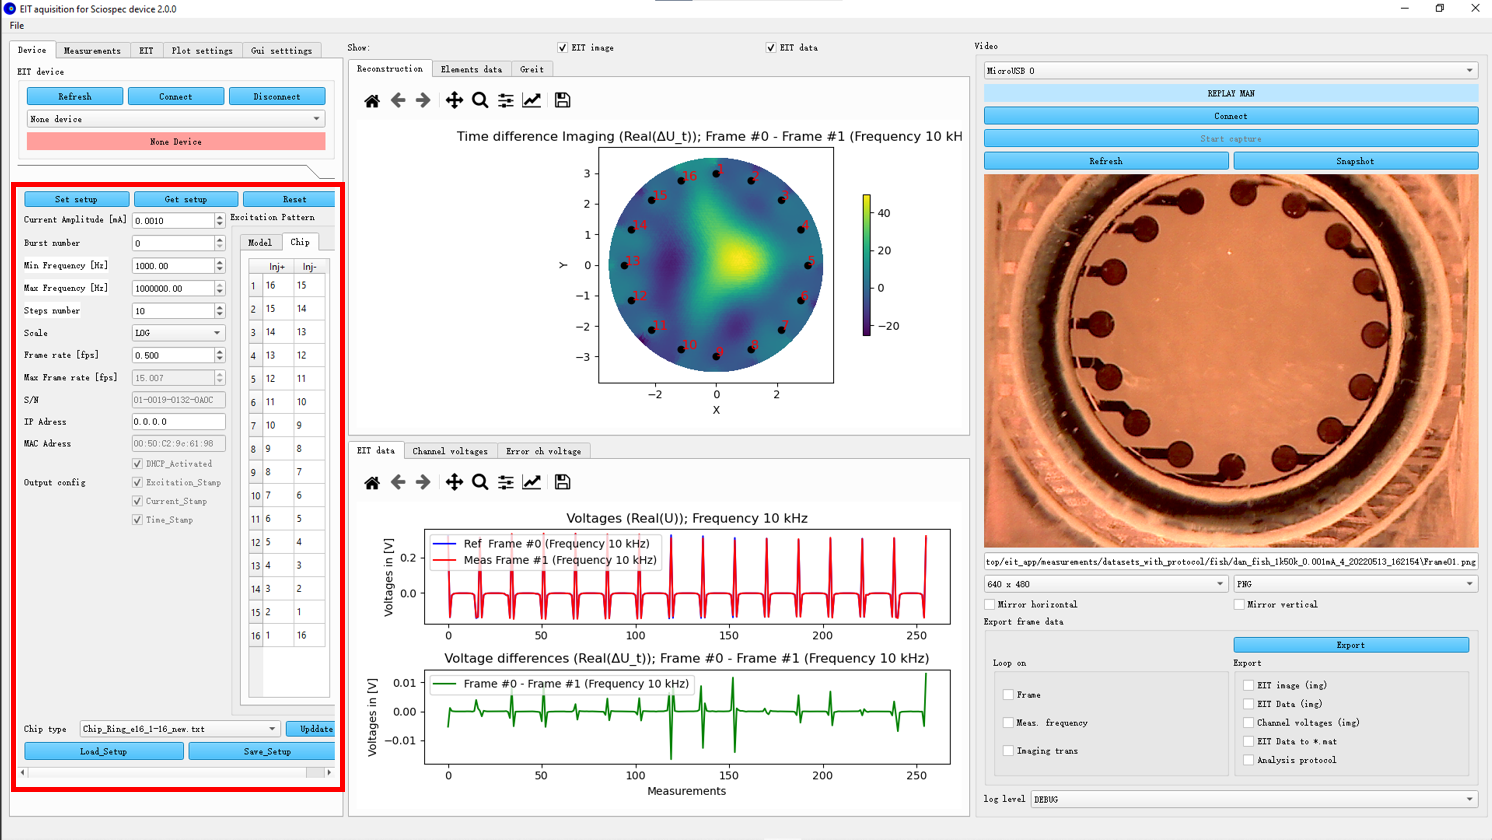 EIT aquisition for Sciospec device 2.0.0
File
Device
Measurements
EIT
Plot settings
Gui setttings
EIT device
Refresh
Connect
Disconnect
None device
None Device
Set setup
Get setup
Reset
Current Amplitude [mA]
0.0010
Burst number
0
Min Frequency [Hz]
1000.00
Max Frequency [Hz]
1000000.00
Steps number
10
Scale
LOG
Frame rate [fps]
0.500
Max Frame rate [fps]
15.007
S/N
01-0019-0132-0A0C
IP Adress
0.0.0.0
MAC Adress
00:50:C2:9c:61:98
DHCP_Activated
Output config
Excitation_Stamp
Current_Stamp
Time_Stamp
Excitation Pattern
Model
Chip
Inj+ Inj-
1 16 15
2 15 14
3 14 13
4 13 12
5 12 11
6 11 10
7 10 9
8 9 8
9 8 7
10 7 6
11 6 5
12 5 4
13 4 3
14 3 2
15 2 1
16 1 16
Chip type
Chip_Ring_e16_1-16_new.txt
Upddate
Load_Setup
Save_Setup
Show:
EIT image
EIT data
Reconstruction
Elements data
Greit
Time difference Imaging (Real(ΔU_t)); Frame #0 - Frame #1 (Frequency 10 kH
3
2
1
0
−1
−2
−3
Y
−2
0
2
X
1
2
3
4
5
6
7
8
9
10
11
12
13
14
15
16
40
20
0
−20
EIT data
Channel voltages
Error ch voltage
Voltages (Real(U)); Frequency 10 kHz
Voltages in [V]
0.2
0.0
Ref Frame #0 (Frequency 10 kHz)
Meas Frame #1 (Frequency 10 kHz)
0
50
100
150
200
250
Voltage differences (Real(ΔU_t)); Frame #0 - Frame #1 (Frequency 10 kHz)
Voltages in [V]
0.01
0.00
−0.01
Frame #0 - Frame #1 (Frequency 10 kHz)
0
50
100
150
200
250
Measurements
Video
MicroUSB 0
REPLAY MAN
Connect
Start capture
Refresh
Snapshot
top/eit_app/measurements/datasets_with_protocol/fish/dan_fish_1k50k_0.001mA_4_20220513_162154\Frame01.png
640 x 480
PNG
Mirror horizontal
Mirror vertical
Export frame data
Export
Loop on
Frame
Meas. frequency
Imaging trans
Export
EIT image (img)
EIT Data (img)
Channel voltages (img)
EIT Data to *.mat
Analysis protocol
log level
DEBUG